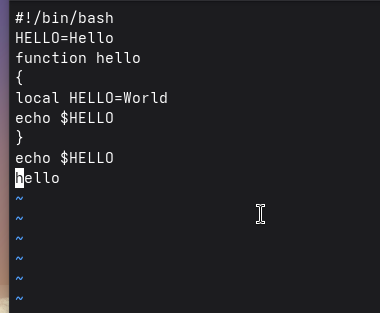 #!/bin/bash
HELLO=Hello
function hello
{
local HELLO=World
echo $HELLO
}
echo $HELLO
hello
~
~
~
~
~
~